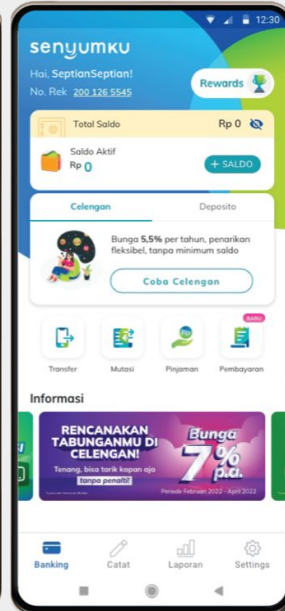 12:30
senyumku
Hai, SeptianSeptian!
No. Rek 200 126 5545
Rewards
Total Saldo
Rp 0
Saldo Aktif
Rp 0
+ SALDO
Celengan
Deposito
Bunga 5,5% per tahun, penarikan
fleksibel, tanpa minimum saldo
Coba Celengan
BARU
Transfer
Mutasi
Pinjaman
Pembayaran
Informasi
RENCANAKAN
TABUNGANMU DI
CELENGAN!
Tenang, bisa tarik kapan aja
tanpa penalti!
Bunga
7%
p.a.
Periode Februari 2022 - April 2022
Banking
Catat
Laporan
Settings